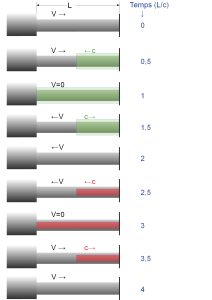 L Temps (L/c)
↓
V → 0
V → ←c 0,5
V=0 1
←V c→ 1,5
←V 2
←V ←c 2,5
V=0 3
V → c→ 3,5
V → 4